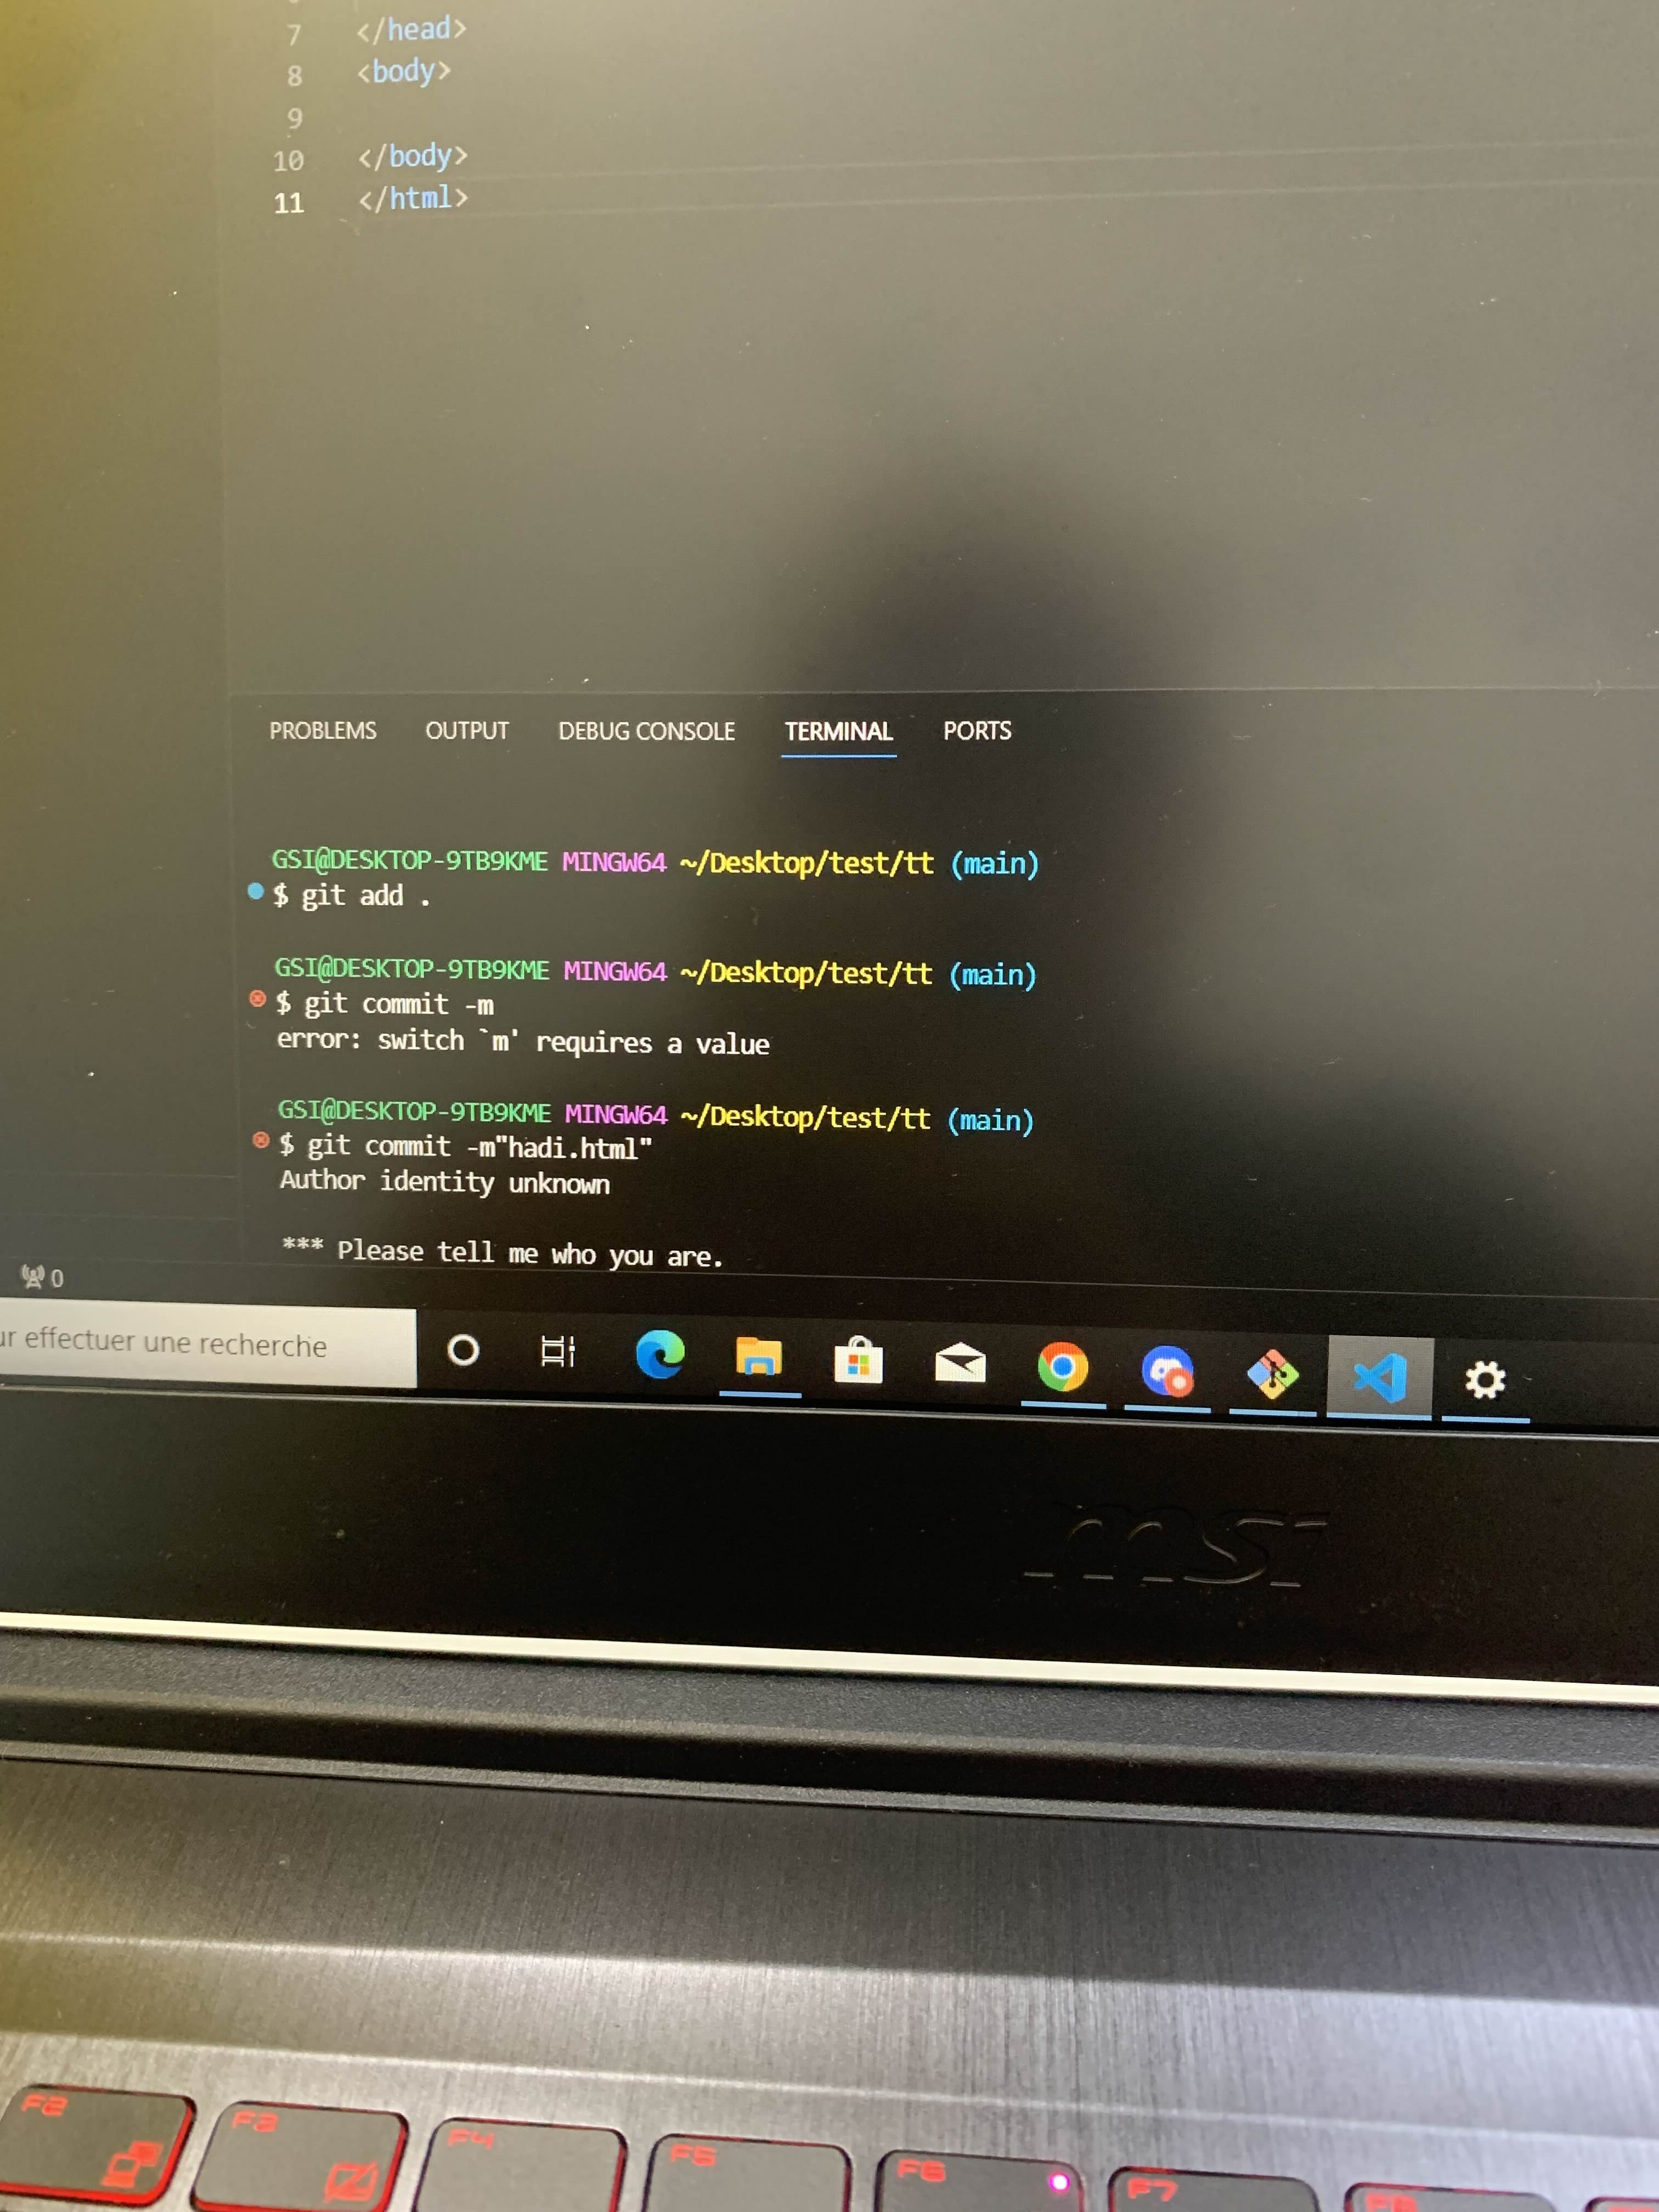 7 </head>
8 <body>
9
10 </body>
11 </html>
PROBLEMS OUTPUT DEBUG CONSOLE TERMINAL PORTS
GSI@DESKTOP-9TB9KME MINGW64 ~/Desktop/test/tt (main)
$ git add .
GSI@DESKTOP-9TB9KME MINGW64 ~/Desktop/test/tt (main)
$ git commit -m
error: switch `m' requires a value
GSI@DESKTOP-9TB9KME MINGW64 ~/Desktop/test/tt (main)
$ git commit -m"hadi.html"
Author identity unknown
*** Please tell me who you are.
0
effectuer une recherche
msi
F2 F3 F4 F5 F6 F7 F8